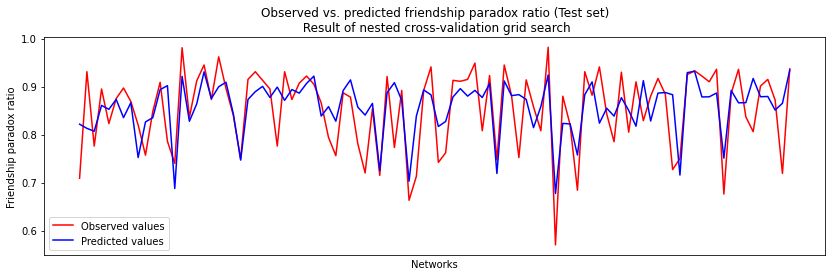 Observed vs. predicted friendship paradox ratio (Test set)
Result of nested cross-validation grid search
Friendship paradox ratio
1.0
0.9
0.8
0.7
0.6
Observed values
Predicted values
Networks